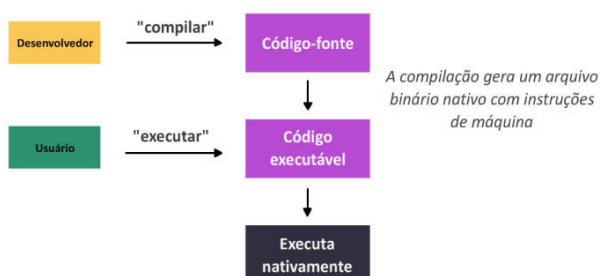 Desenvolvedor
"compilar"
Código-fonte
A compilação gera um arquivo
binário nativo com instruções
de máquina
Usuário
"executar"
Código
executável
Executa
nativamente